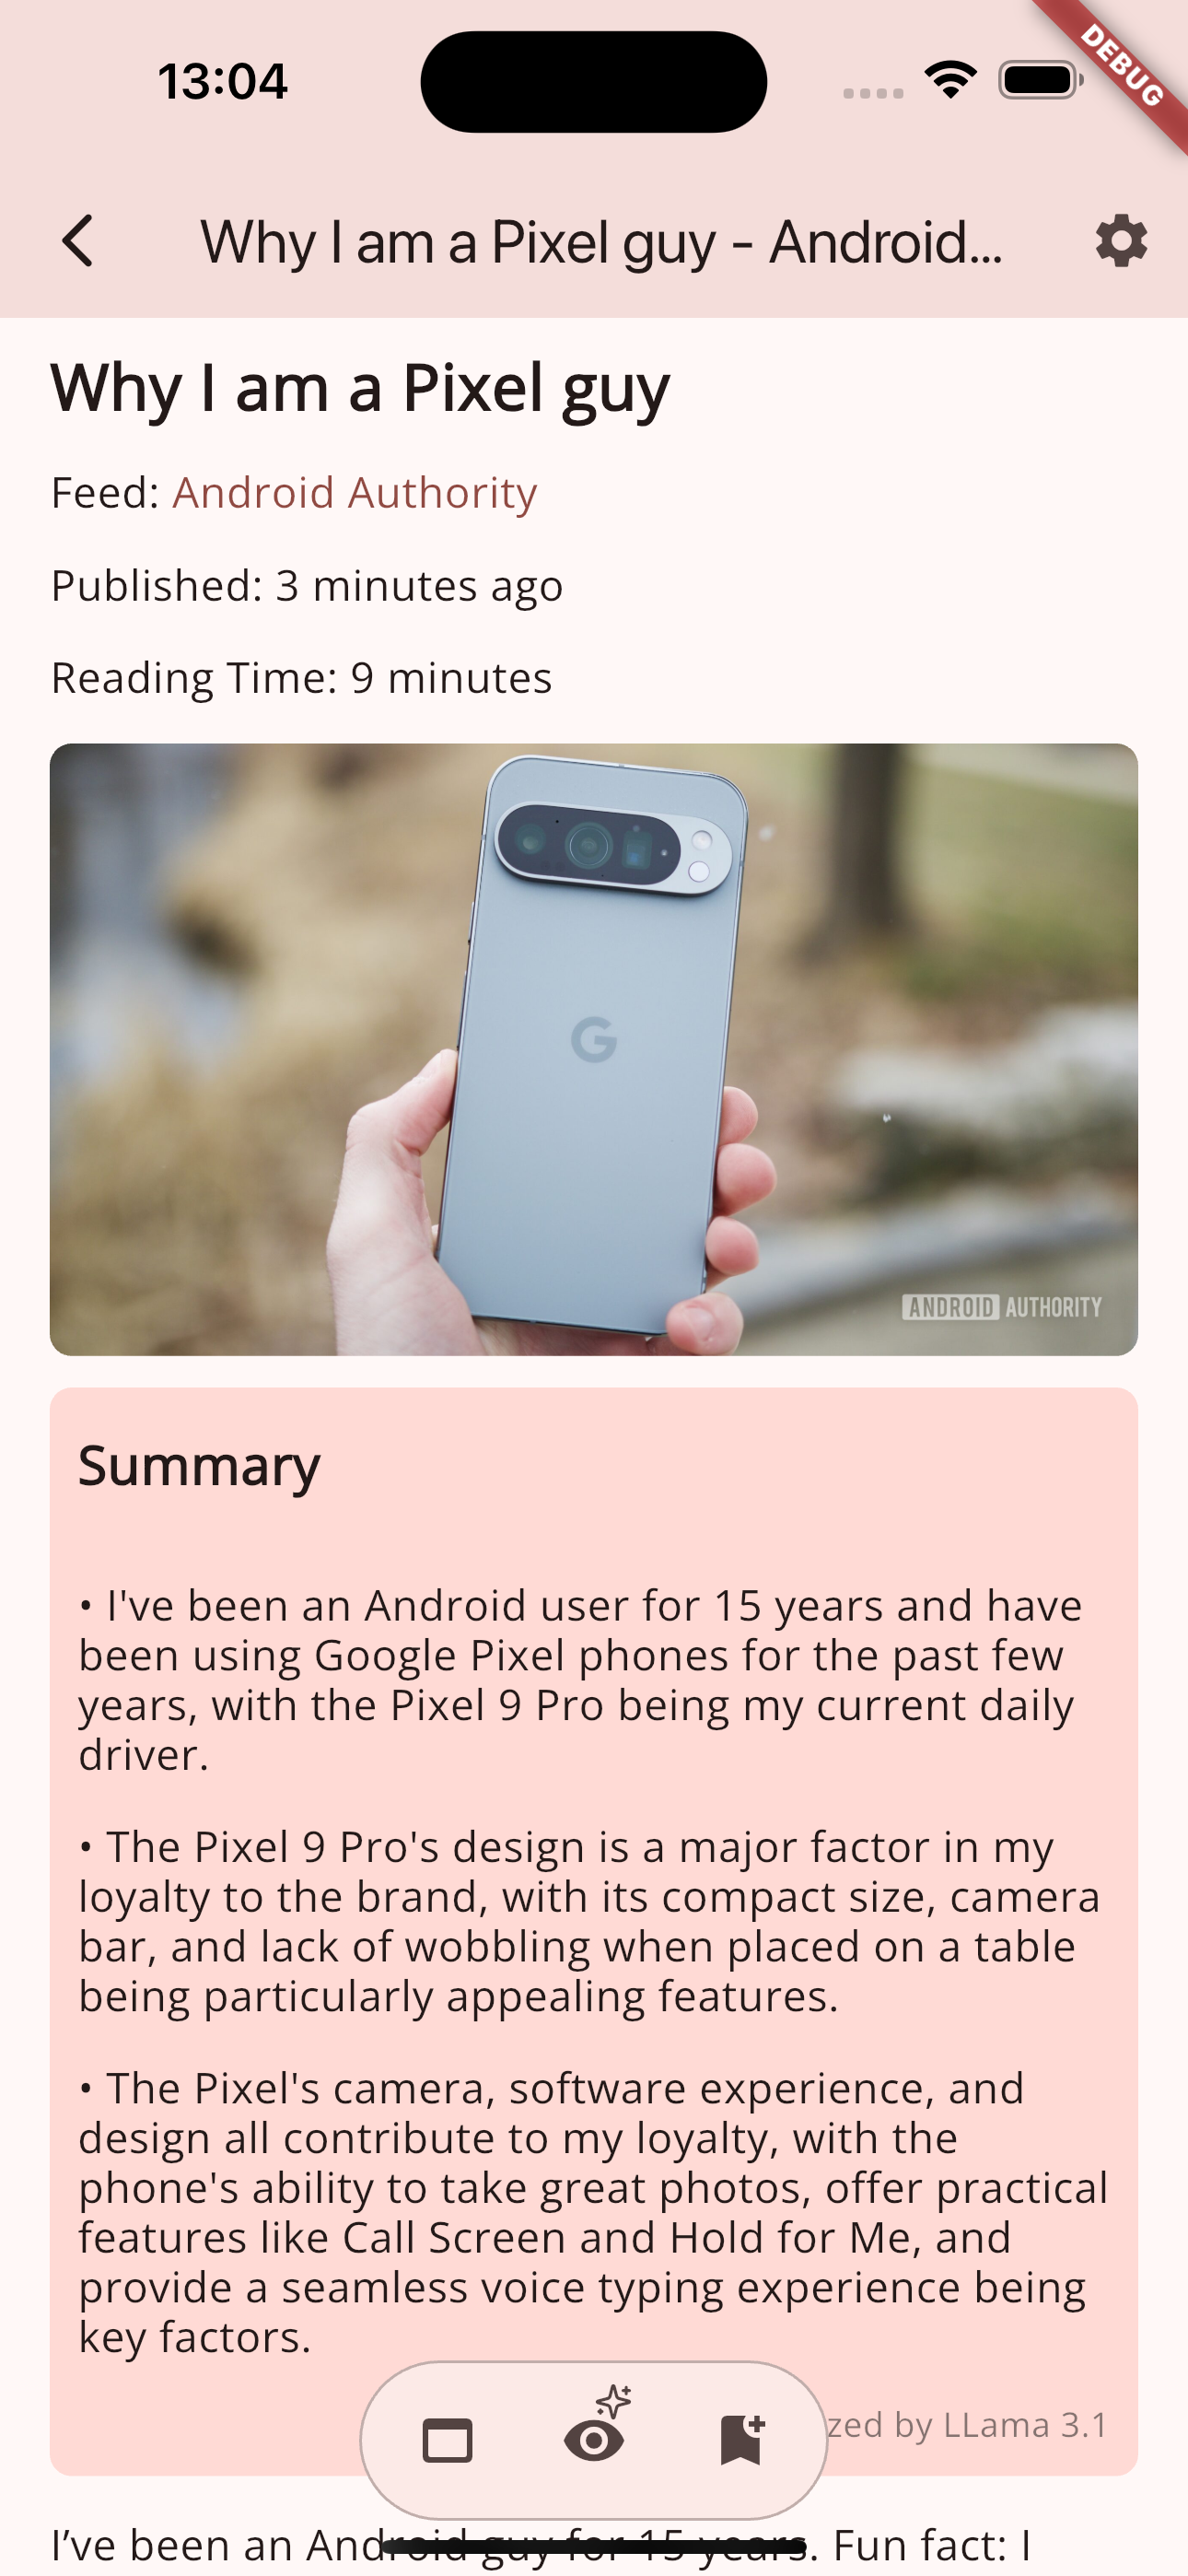 13:04
DEBUG
Why I am a Pixel guy - Android...
Why I am a Pixel guy
Feed: Android Authority
Published: 3 minutes ago
Reading Time: 9 minutes
G
ANDROID AUTHORITY
Summary
• I've been an Android user for 15 years and have
been using Google Pixel phones for the past few
years, with the Pixel 9 Pro being my current daily
driver.
• The Pixel 9 Pro's design is a major factor in my
loyalty to the brand, with its compact size, camera
bar, and lack of wobbling when placed on a table
being particularly appealing features.
• The Pixel's camera, software experience, and
design all contribute to my loyalty, with the
phone's ability to take great photos, offer practical
features like Call Screen and Hold for Me, and
provide a seamless voice typing experience being
key factors.
zed by LLama 3.1
I’ve been an Android guy for 15 years. Fun fact: I